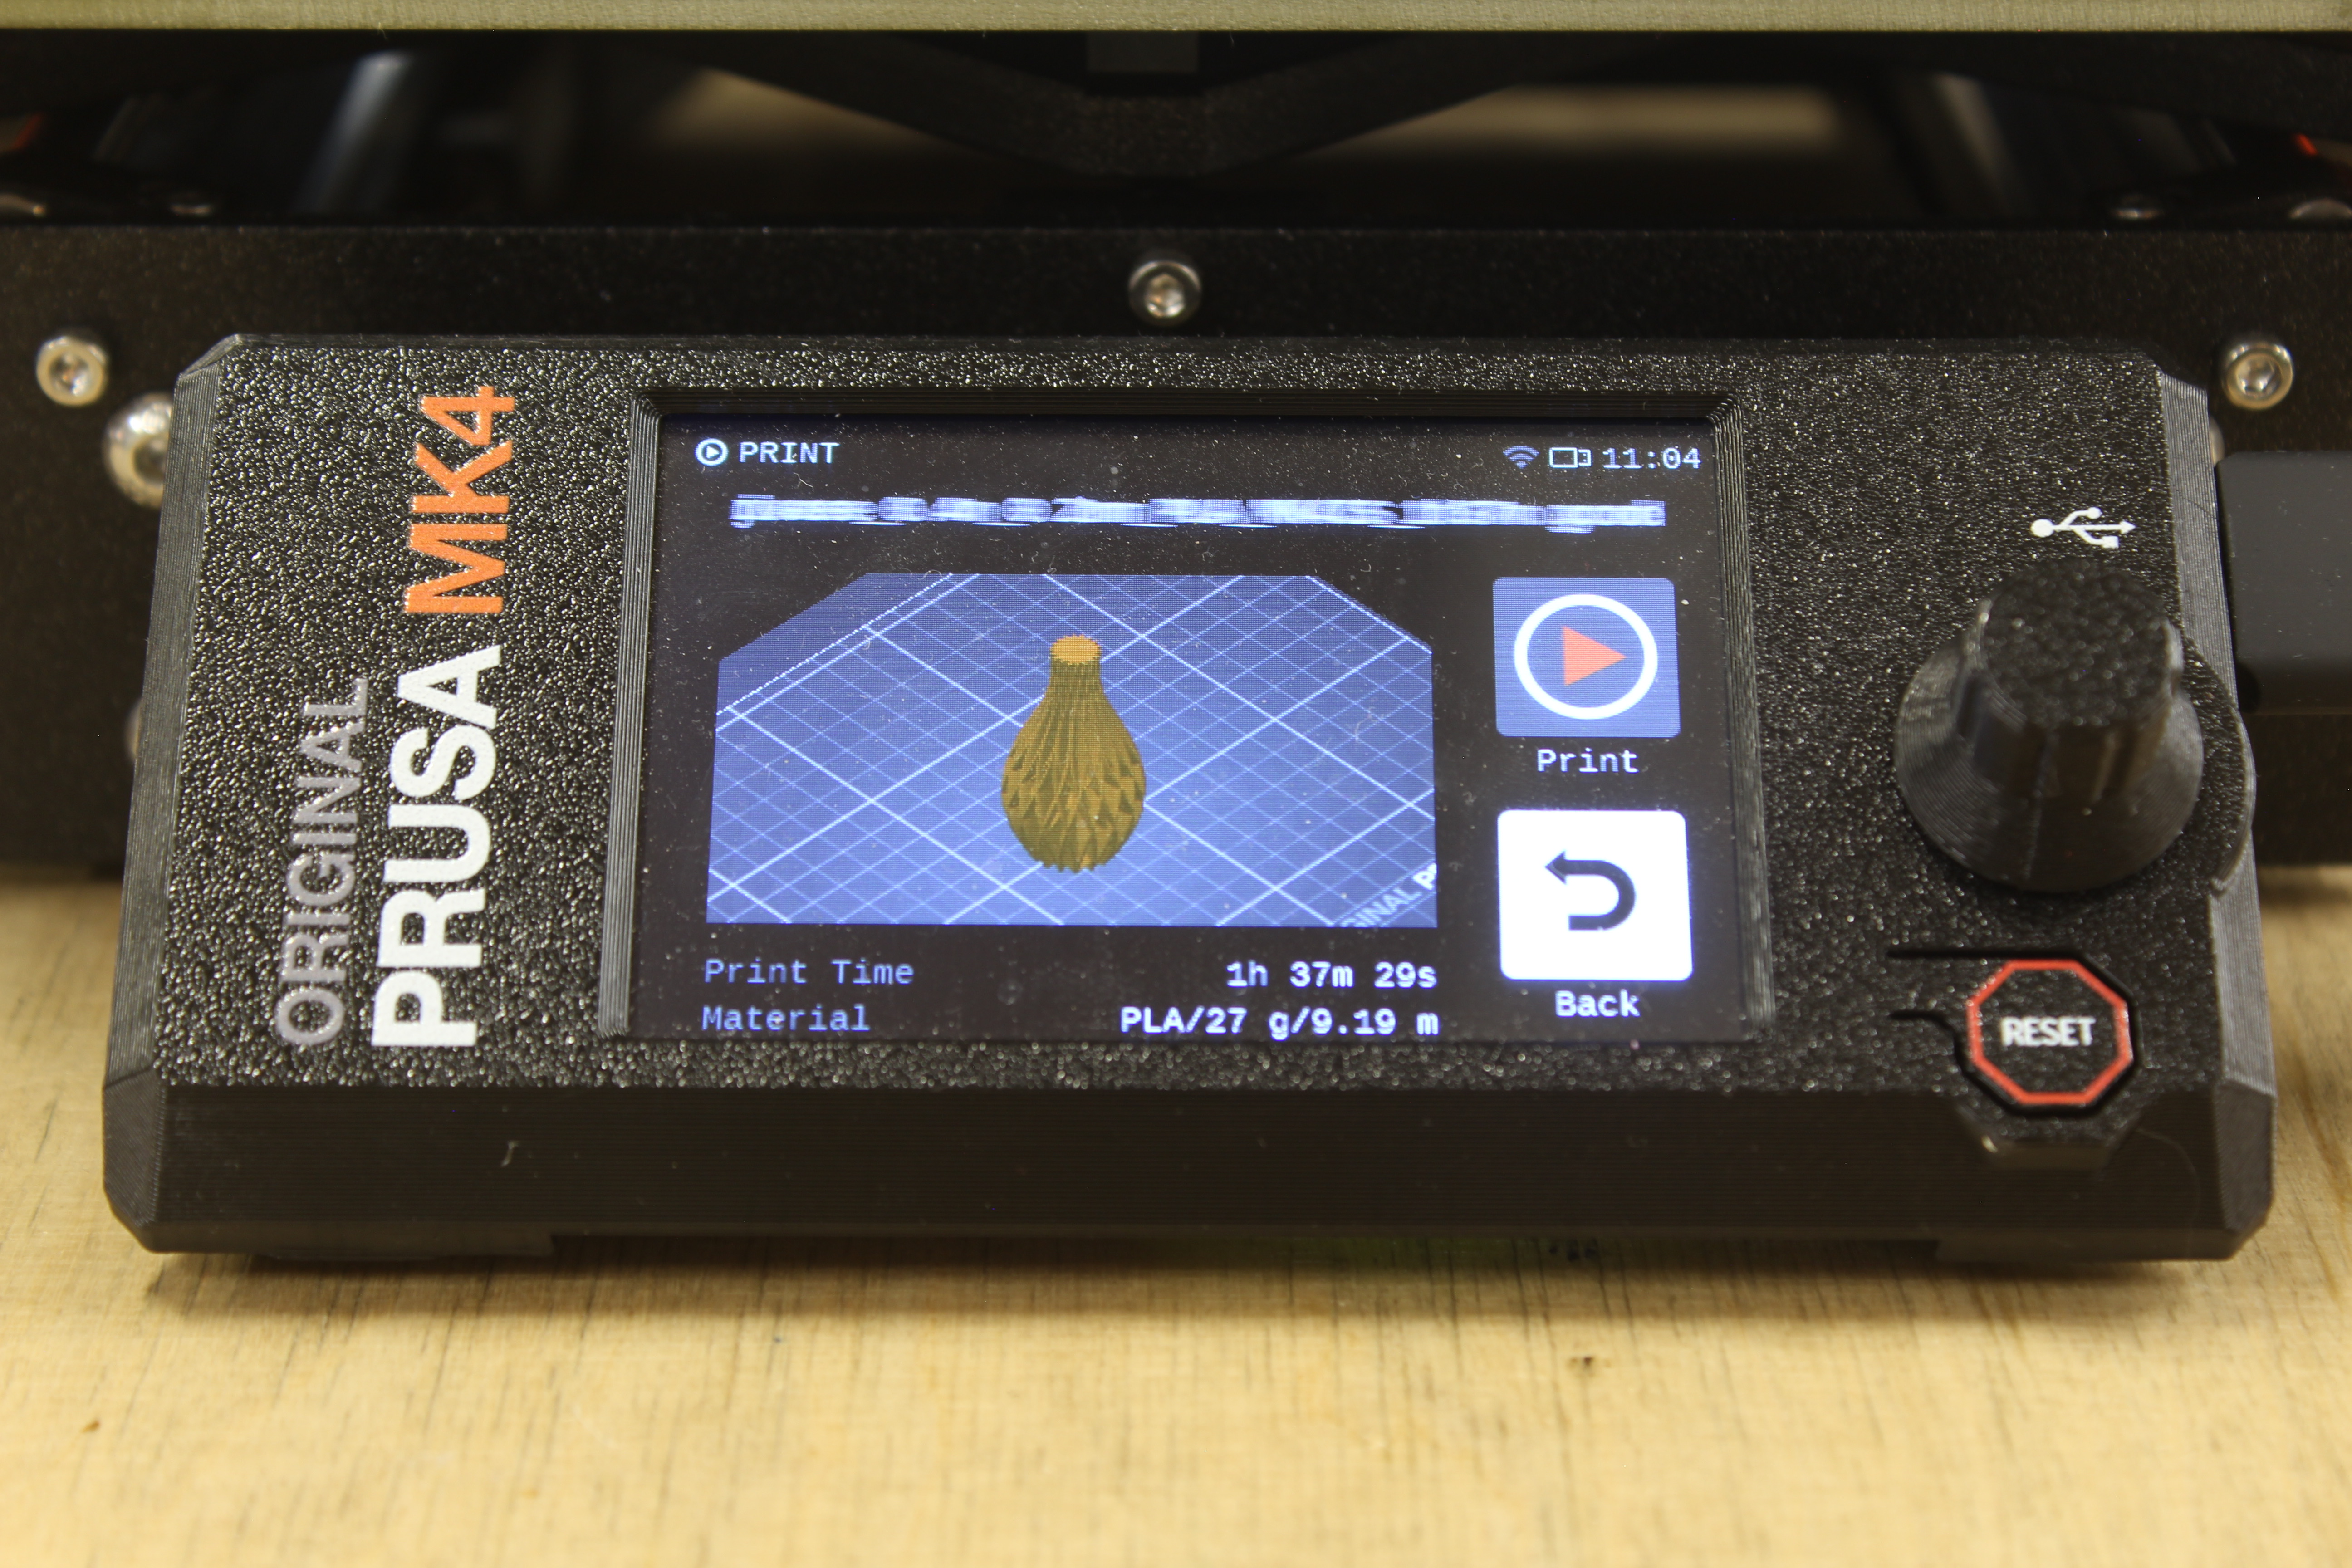 ORIGINAL
PRUSA MK4
PRINT
11:04
Print
GINAL
Back
Print Time 1h 37m 29s
Material PLA/27 g/9.19 m
RESET